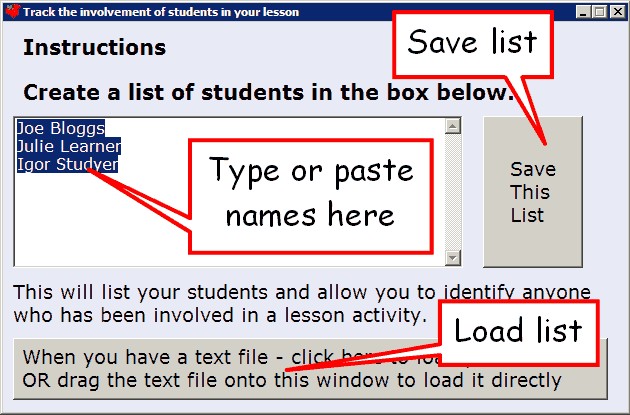 Track the involvement of students in your lesson
Instructions
Save list
Create a list of students in the box below.
Joe Bloggs
Julie Learner
Igor Studyer
Type or paste
names here
Save
This
List
This will list your students and allow you to identify anyone
who has been involved in a lesson activity.
Load list
When you have a text file - click here to
OR drag the text file onto this window to load it directly